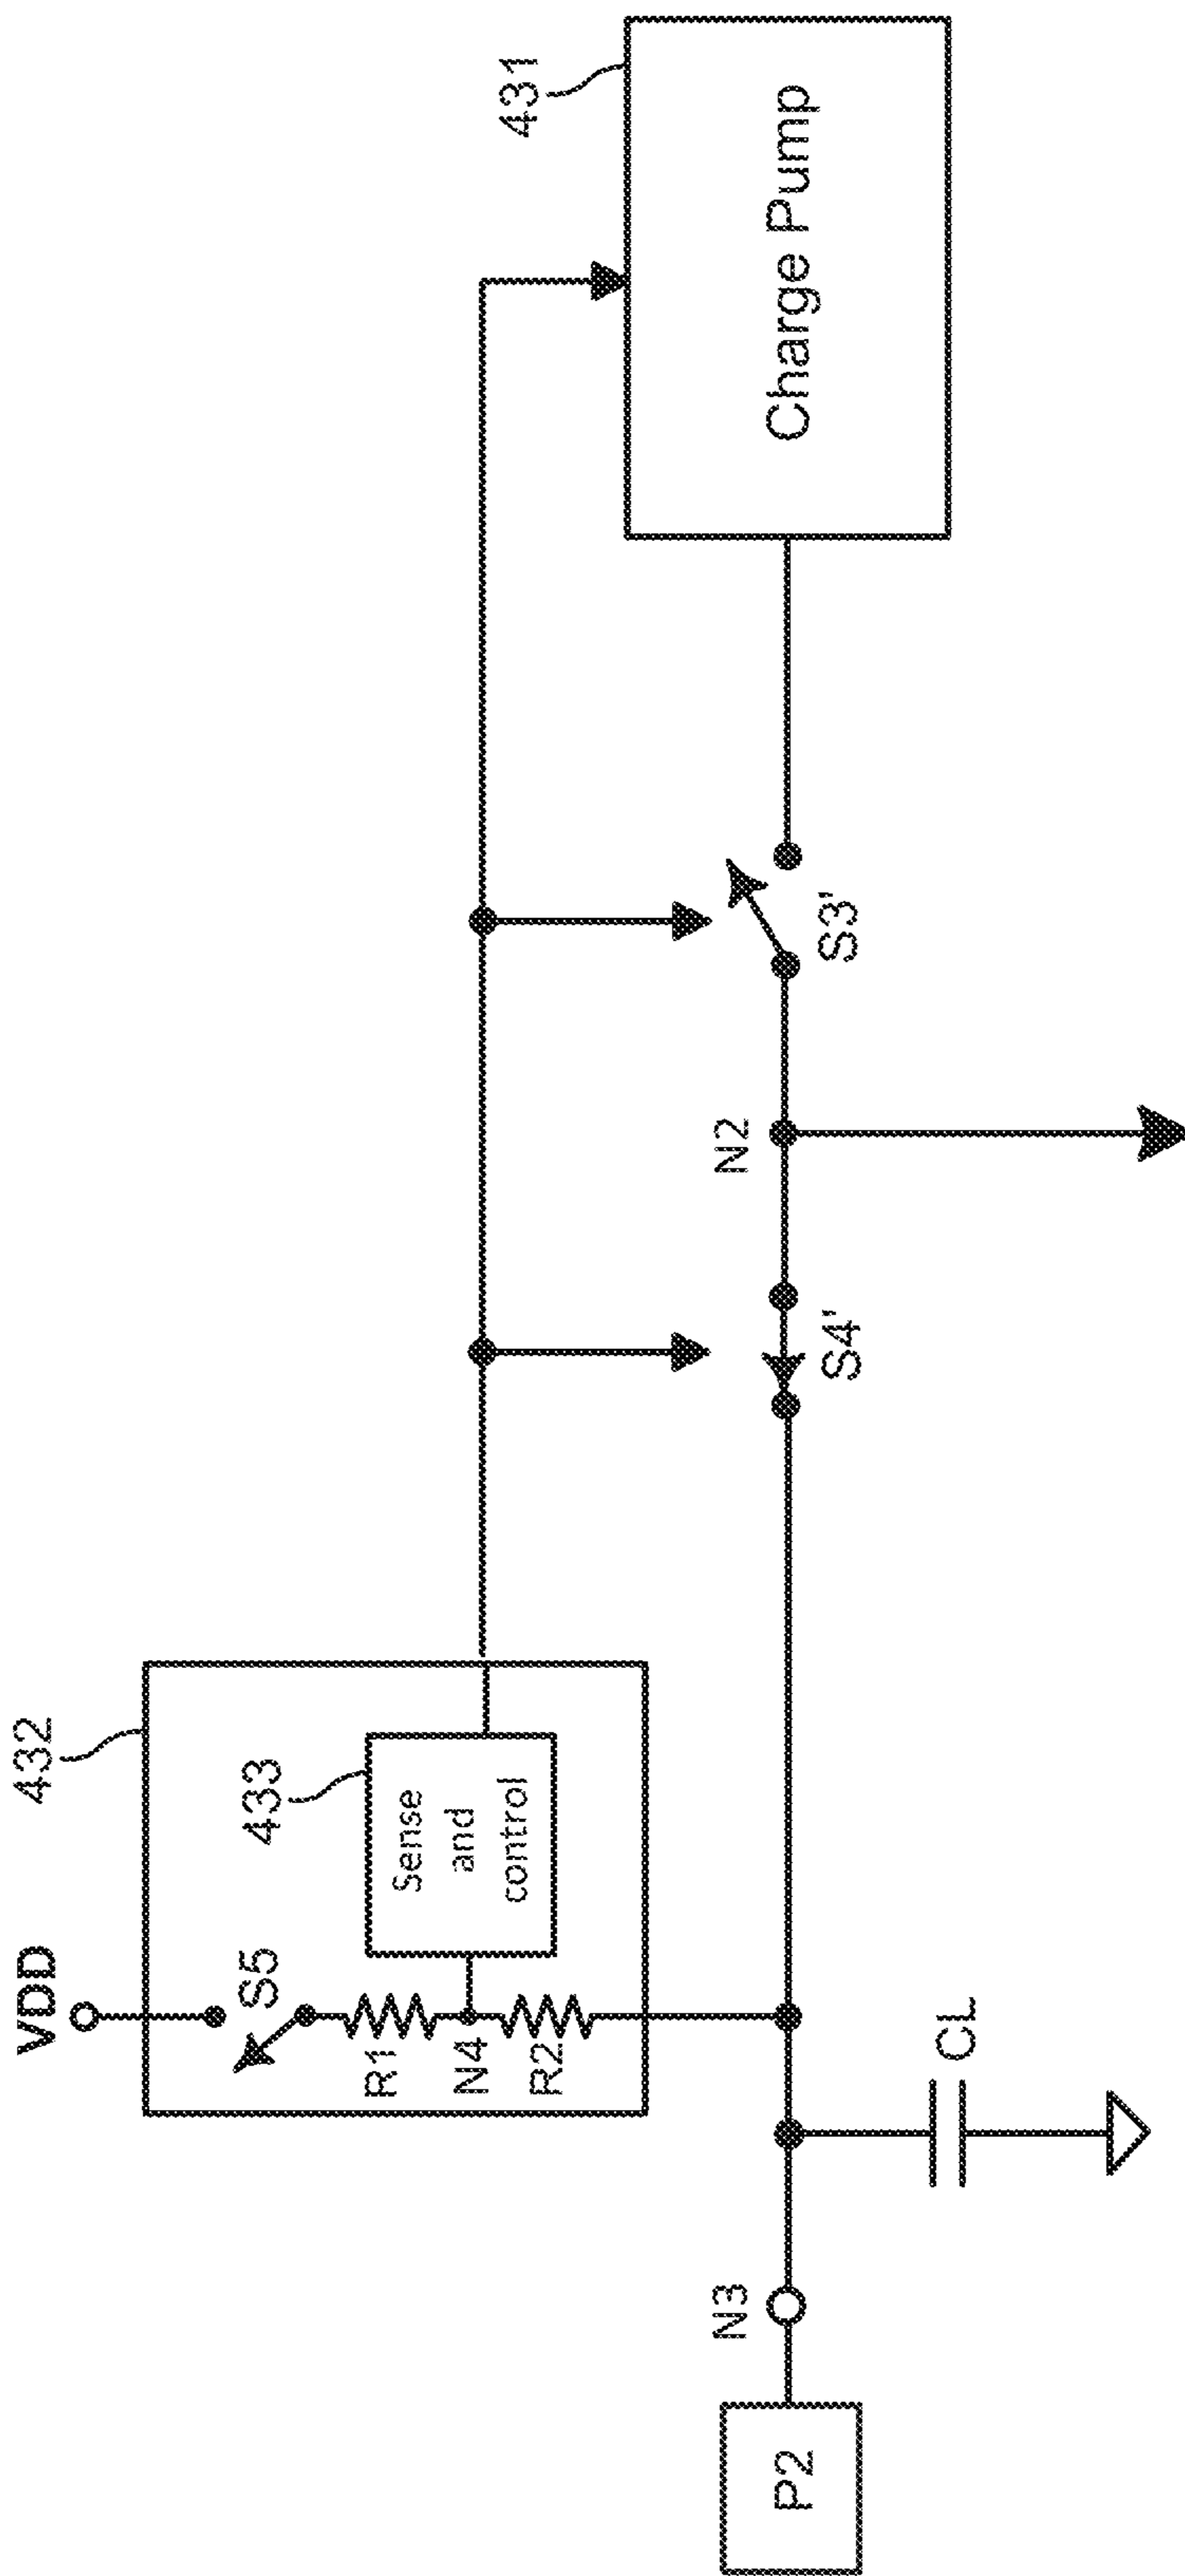 VDD
432
S5
433
R1
N4
R2
Sense
and
control
431
Charge Pump
P2
N3
CL
S4'
N2
S3'